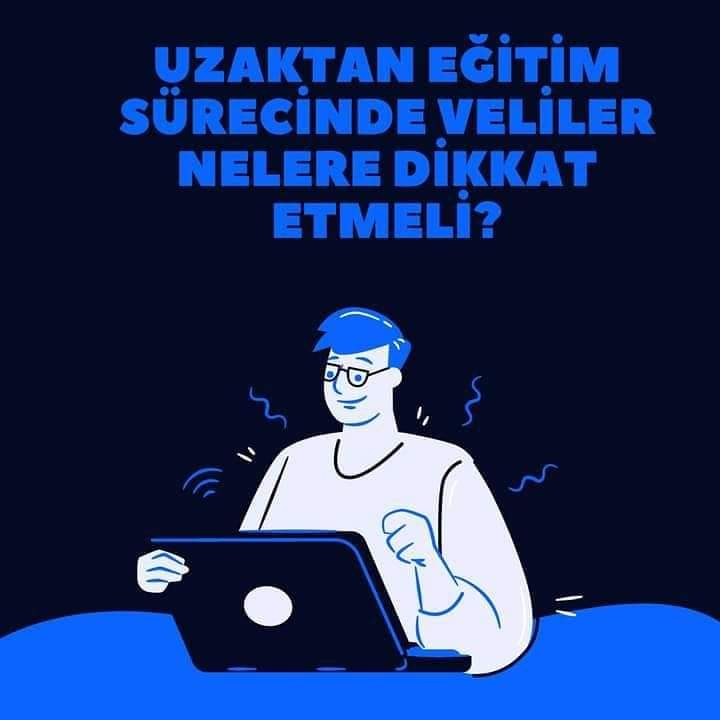 UZAKTAN EĞİTİM
SÜRECİNDE VELİLER
NELERE DİKKAT
ETMELİ?